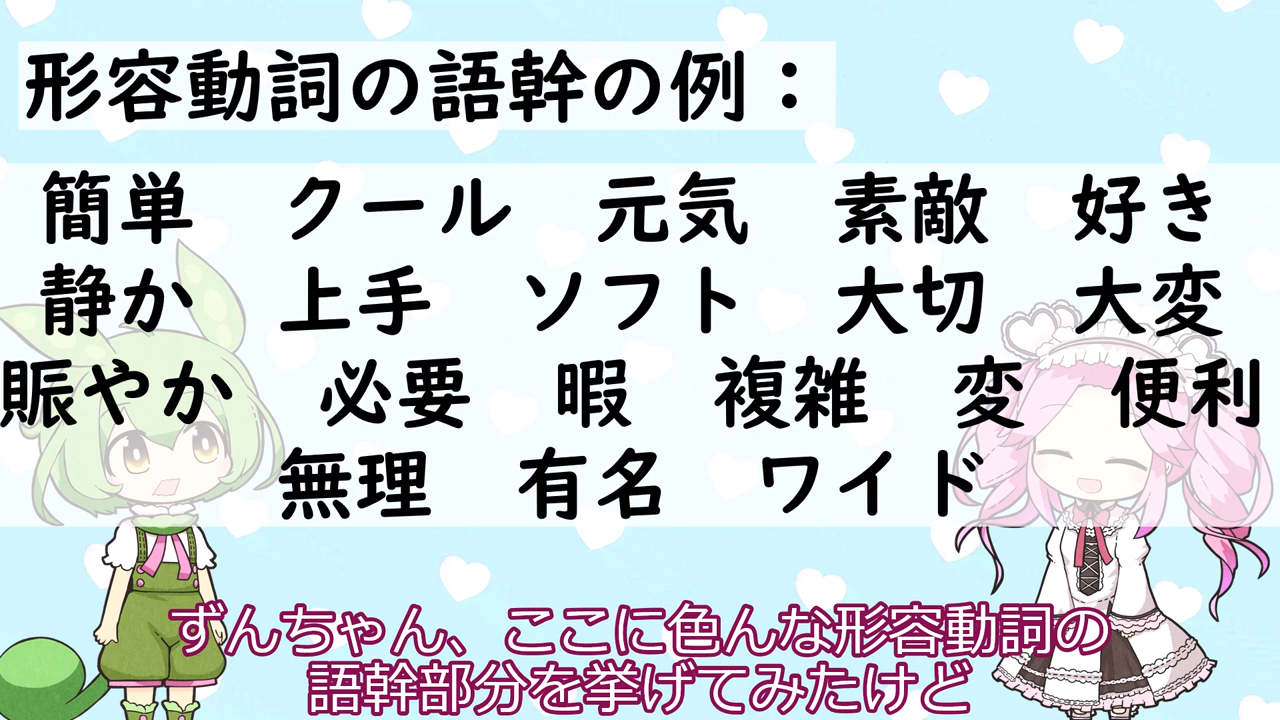 形容動詞の語幹の例：
簡単 クール 元気 素敵 好き
静か 上手 ソフト 大切 大変
賑やか 必要 暇 複雑 変 便利
無理 有名 ワイド
ずんちゃん、ここに色んな形容動詞の
語幹部分を挙げてみたけど